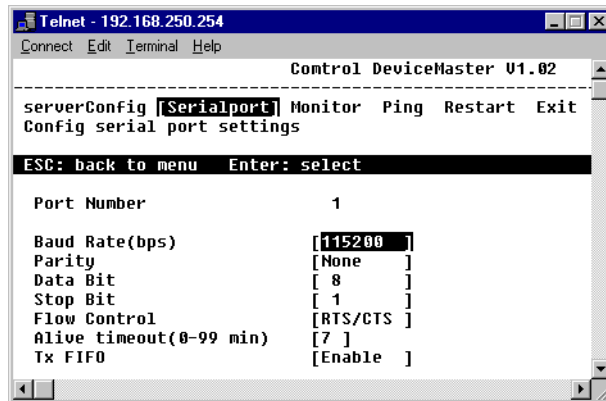 Telnet - 192.168.250.254
Connect Edit Terminal Help
Comtrol DeviceMaster V1.02
--------------------------------------------------------------
serverConfig [Serialport] Monitor Ping Restart Exit
Config serial port settings
ESC: back to menu Enter: select
Port Number 1
Baud Rate(bps) [115200 ]
Parity [None ]
Data Bit [ 8 ]
Stop Bit [ 1 ]
Flow Control [RTS/CTS ]
Alive timeout(0-99 min) [7 ]
Tx FIFO [Enable ]